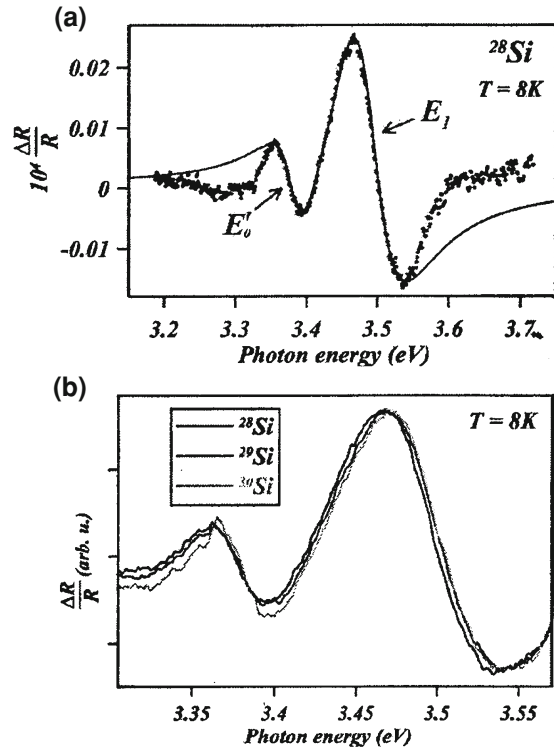 (a)
²⁸Si
T = 8K
0.02
0.01
0
-0.01
10⁴ ΔR/R
E₁
E₀'
3.2 3.3 3.4 3.5 3.6 3.7
Photon energy (eV)
(b)
²⁸Si
²⁹Si
³⁰Si
T = 8K
ΔR/R (arb. u.)
3.35 3.4 3.45 3.5 3.55
Photon energy (eV)